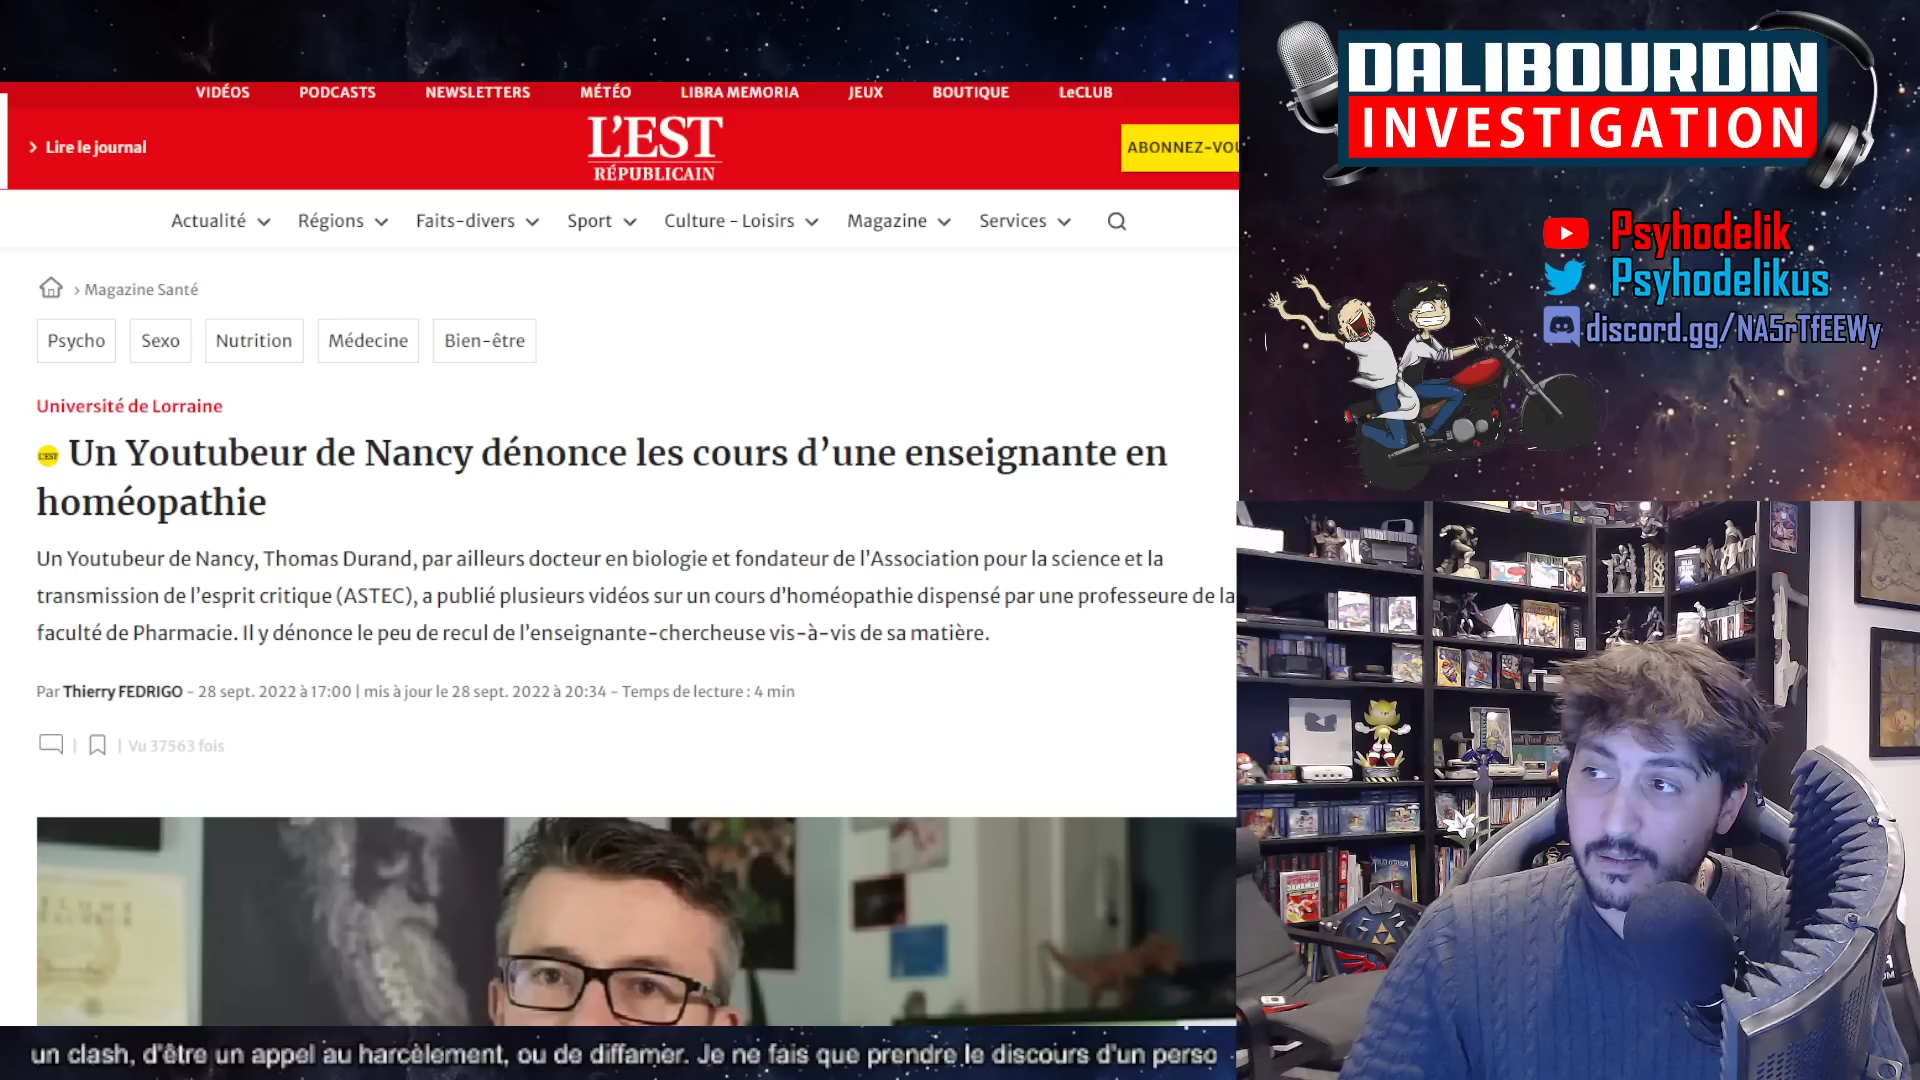 VIDÉOS PODCASTS NEWSLETTERS MÉTÉO LIBRA MEMORIA JEUX BOUTIQUE LeCLUB
Lire le journal
L'EST
RÉPUBLICAIN
ABONNEZ-VOU
Actualité Régions Faits-divers Sport Culture - Loisirs Magazine Services
> Magazine Santé
Psycho Sexo Nutrition Médecine Bien-être
Université de Lorraine
Un Youtubeur de Nancy dénonce les cours d’une enseignante en
homéopathie
Un Youtubeur de Nancy, Thomas Durand, par ailleurs docteur en biologie et fondateur de l’Association pour la science et la
transmission de l’esprit critique (ASTEC), a publié plusieurs vidéos sur un cours d’homéopathie dispensé par une professeure de la
faculté de Pharmacie. Il y dénonce le peu de recul de l’enseignante-chercheuse vis-à-vis de sa matière.
Par Thierry FEDRIGO - 28 sept. 2022 à 17:00 | mis à jour le 28 sept. 2022 à 20:34 - Temps de lecture : 4 min
| | Vu 37563 fois
un clash, d'être un appel au harcèlement, ou de diffamer. Je ne fais que prendre le discours d'un perso
DALIBOURDIN
INVESTIGATION
Psyhodelik
Psyhodelikus
discord.gg/NA5rTfEEWy